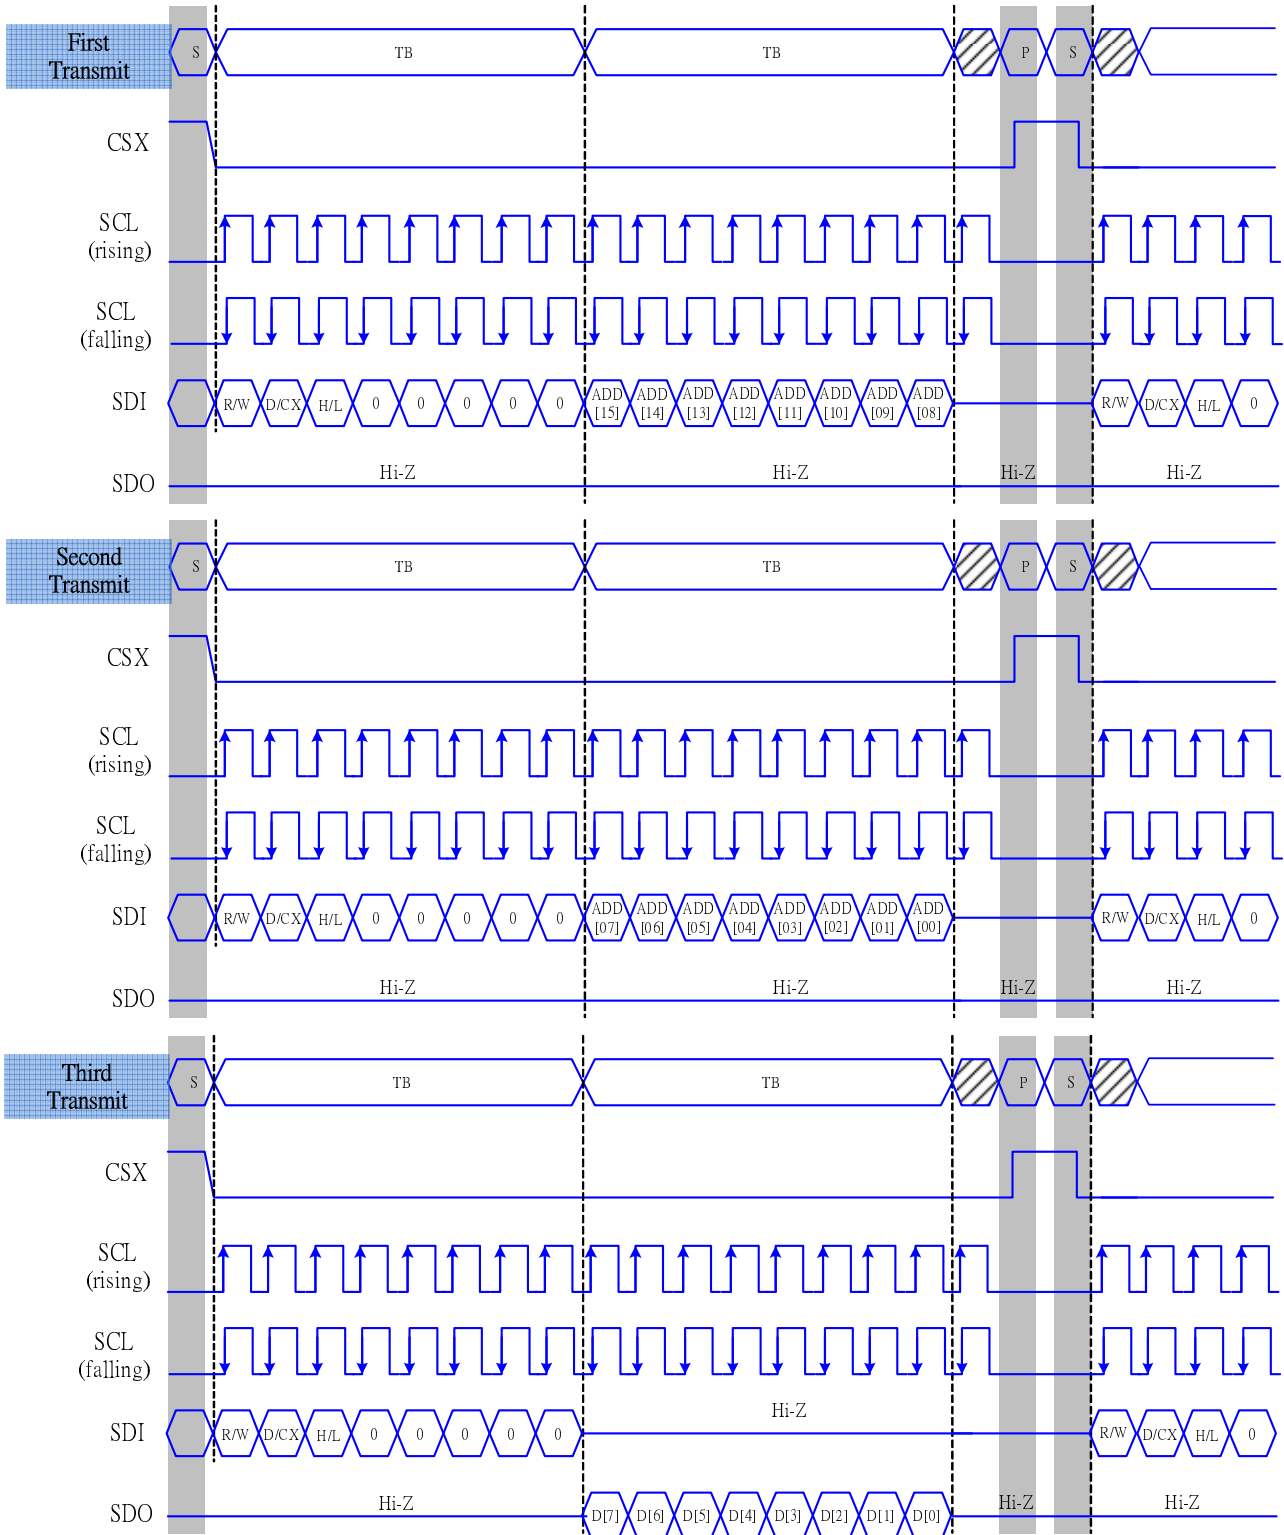 First
Transmit
S TB TB P S
CSX
SCL
(rising)
SCL
(falling)
SDI R/W D/CX H/L 0 0 0 0 0 ADD [15] ADD [14] ADD [13] ADD [12] ADD [11] ADD [10] ADD [09] ADD [08] R/W D/CX H/L 0
Hi-Z Hi-Z Hi-Z Hi-Z
SDO
Second
Transmit
S TB TB P S
CSX
SCL
(rising)
SCL
(falling)
SDI R/W D/CX H/L 0 0 0 0 0 ADD [07] ADD [06] ADD [05] ADD [04] ADD [03] ADD [02] ADD [01] ADD [00] R/W D/CX H/L 0
Hi-Z Hi-Z Hi-Z Hi-Z
SDO
Third
Transmit
S TB TB P S
CSX
SCL
(rising)
SCL
(falling)
Hi-Z
SDI R/W D/CX H/L 0 0 0 0 0 R/W D/CX H/L 0
Hi-Z Hi-Z Hi-Z
SDO D[7] D[6] D[5] D[4] D[3] D[2] D[1] D[0]